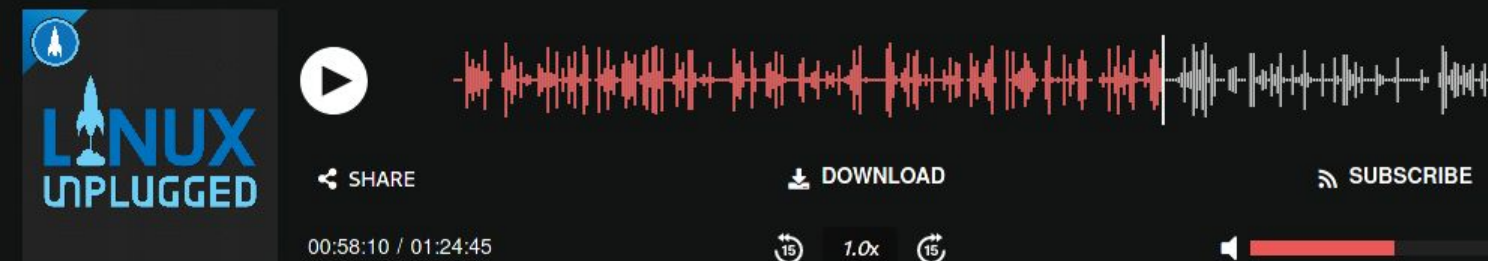 LINUX
UNPLUGGED
SHARE
DOWNLOAD
SUBSCRIBE
00:58:10 / 01:24:45
15
1.0x
15